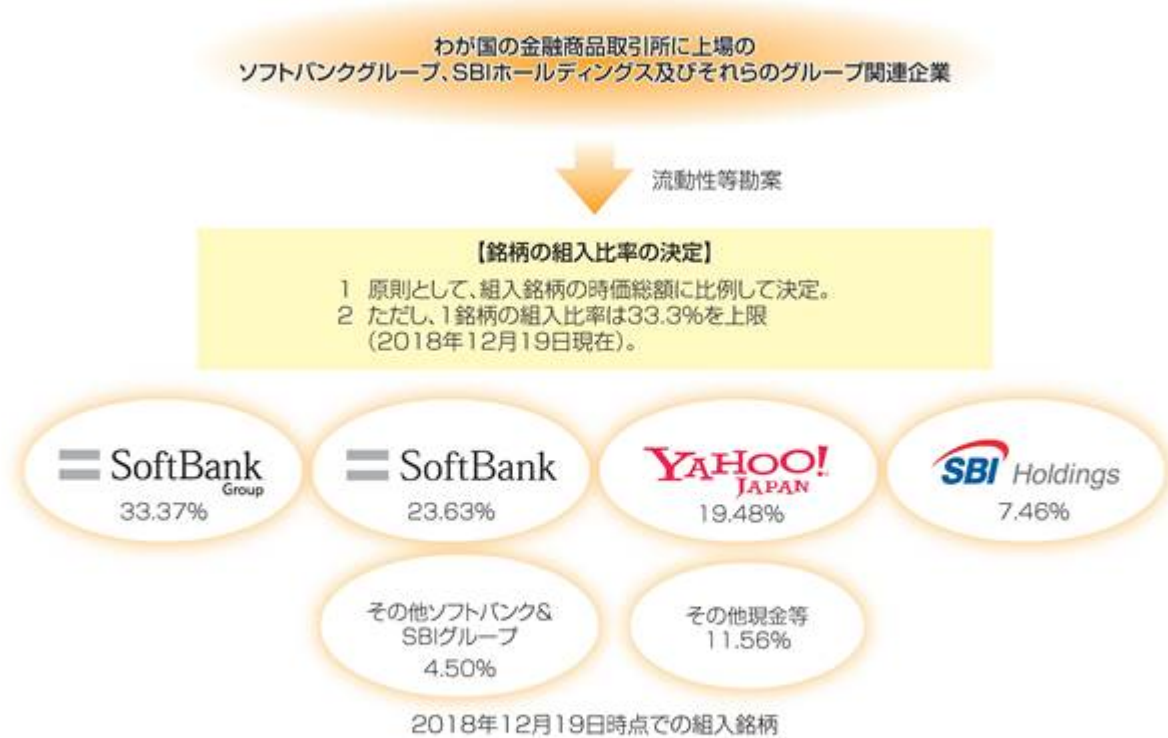 わが国の金融商品取引所に上場の
ソフトバンクグループ、SBIホールディングス及びそれらのグループ関連企業
流動性等勘案
【銘柄の組入比率の決定】
1 原則として、組入銘柄の時価総額に比例して決定。
2 ただし、1銘柄の組入比率は33.3%を上限
(2018年12月19日現在)。
SoftBank
Group
33.37%
SoftBank
23.63%
YAHOO!
JAPAN
19.48%
SBI Holdings
7.46%
その他ソフトバンク&
SBIグループ
4.50%
その他現金等
11.56%
2018年12月19日時点での組入銘柄